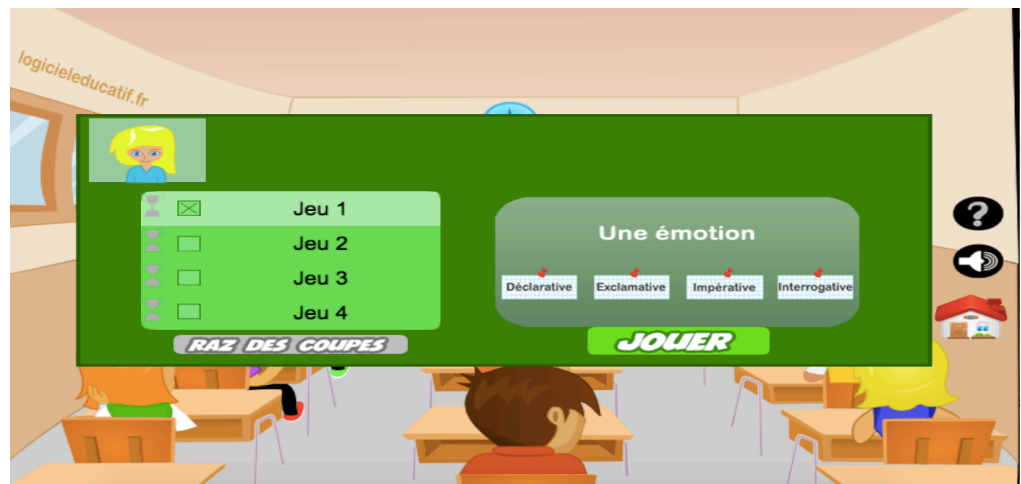 logicieleducatif.fr
Jeu 1
Jeu 2
Jeu 3
Jeu 4
RAZ DES COUPES
Une émotion
Déclarative Exclamative Impérative Interrogative
JOUER
?